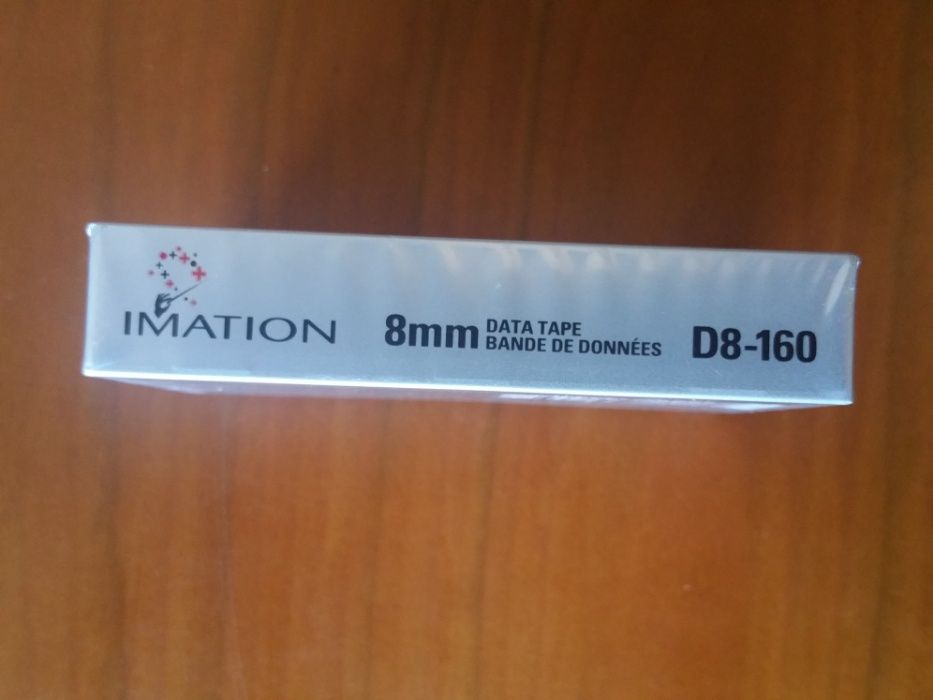 IMATION
8mm
DATA TAPE
BANDE DE DONNÉES
D8-160